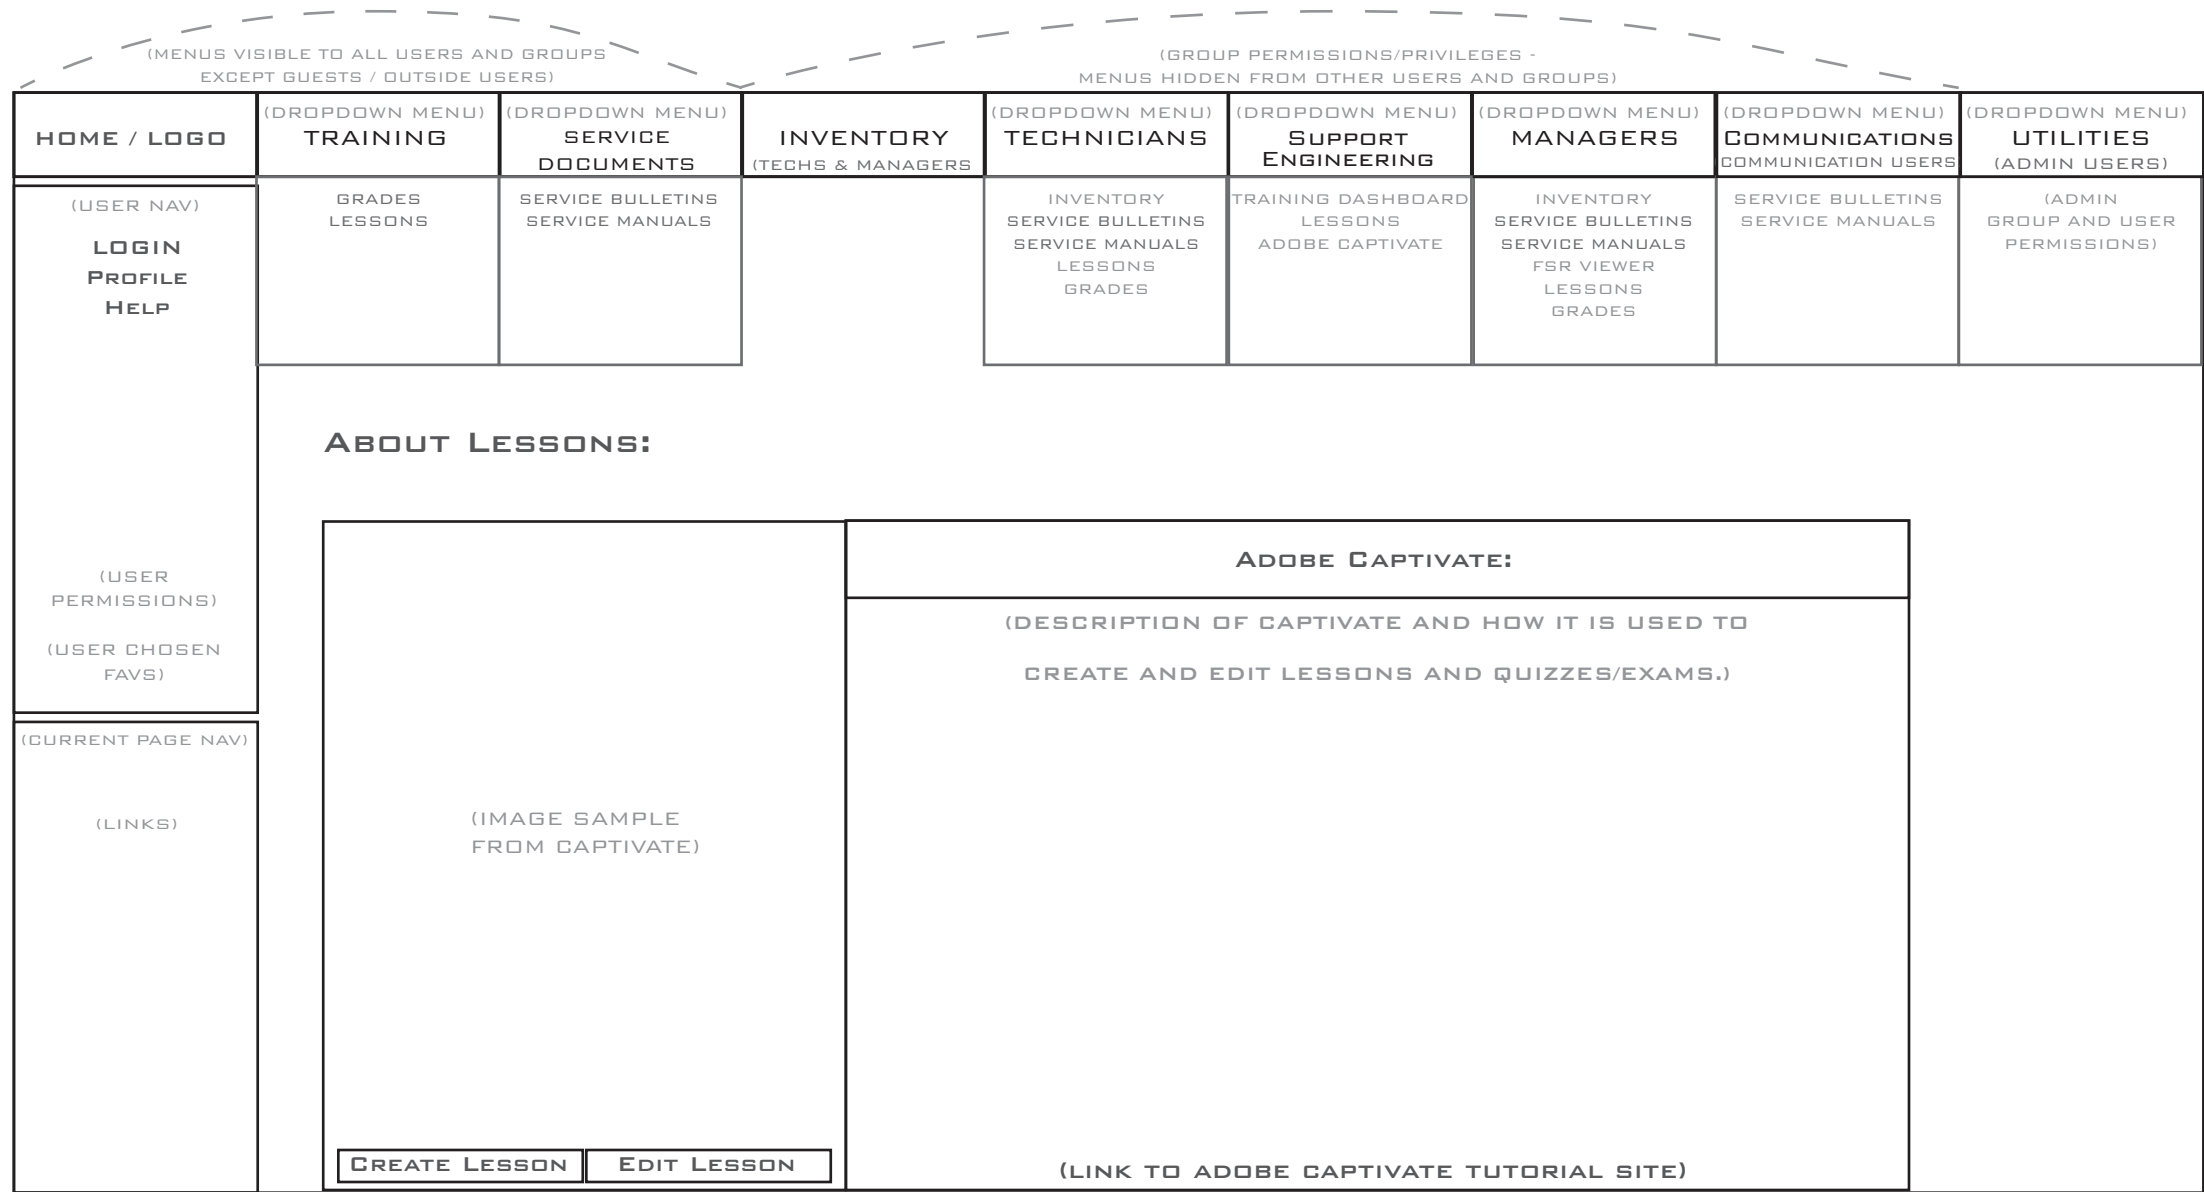 (MENUS VISIBLE TO ALL USERS AND GROUPS
EXCEPT GUESTS / OUTSIDE USERS)
(GROUP PERMISSIONS/PRIVILEGES -
MENUS HIDDEN FROM OTHER USERS AND GROUPS)
HOME / LOGO
(DROPDOWN MENU)
TRAINING
(DROPDOWN MENU)
SERVICE
DOCUMENTS
INVENTORY
(TECHS & MANAGERS
(DROPDOWN MENU)
TECHNICIANS
(DROPDOWN MENU)
SUPPORT
ENGINEERING
(DROPDOWN MENU)
MANAGERS
(DROPDOWN MENU)
COMMUNICATIONS
COMMUNICATION USERS
(DROPDOWN MENU)
UTILITIES
(ADMIN USERS)
GRADES
LESSONS
SERVICE BULLETINS
SERVICE MANUALS
INVENTORY
SERVICE BULLETINS
SERVICE MANUALS
LESSONS
GRADES
TRAINING DASHBOARD
LESSONS
ADOBE CAPTIVATE
INVENTORY
SERVICE BULLETINS
SERVICE MANUALS
FSR VIEWER
LESSONS
GRADES
SERVICE BULLETINS
SERVICE MANUALS
(ADMIN
GROUP AND USER
PERMISSIONS)
(USER NAV)
LOGIN
PROFILE
HELP
(USER
PERMISSIONS)
(USER CHOSEN
FAVS)
(CURRENT PAGE NAV)
(LINKS)
ABOUT LESSONS:
(IMAGE SAMPLE
FROM CAPTIVATE)
CREATE LESSON
EDIT LESSON
ADOBE CAPTIVATE:
(DESCRIPTION OF CAPTIVATE AND HOW IT IS USED TO
CREATE AND EDIT LESSONS AND QUIZZES/EXAMS.)
(LINK TO ADOBE CAPTIVATE TUTORIAL SITE)